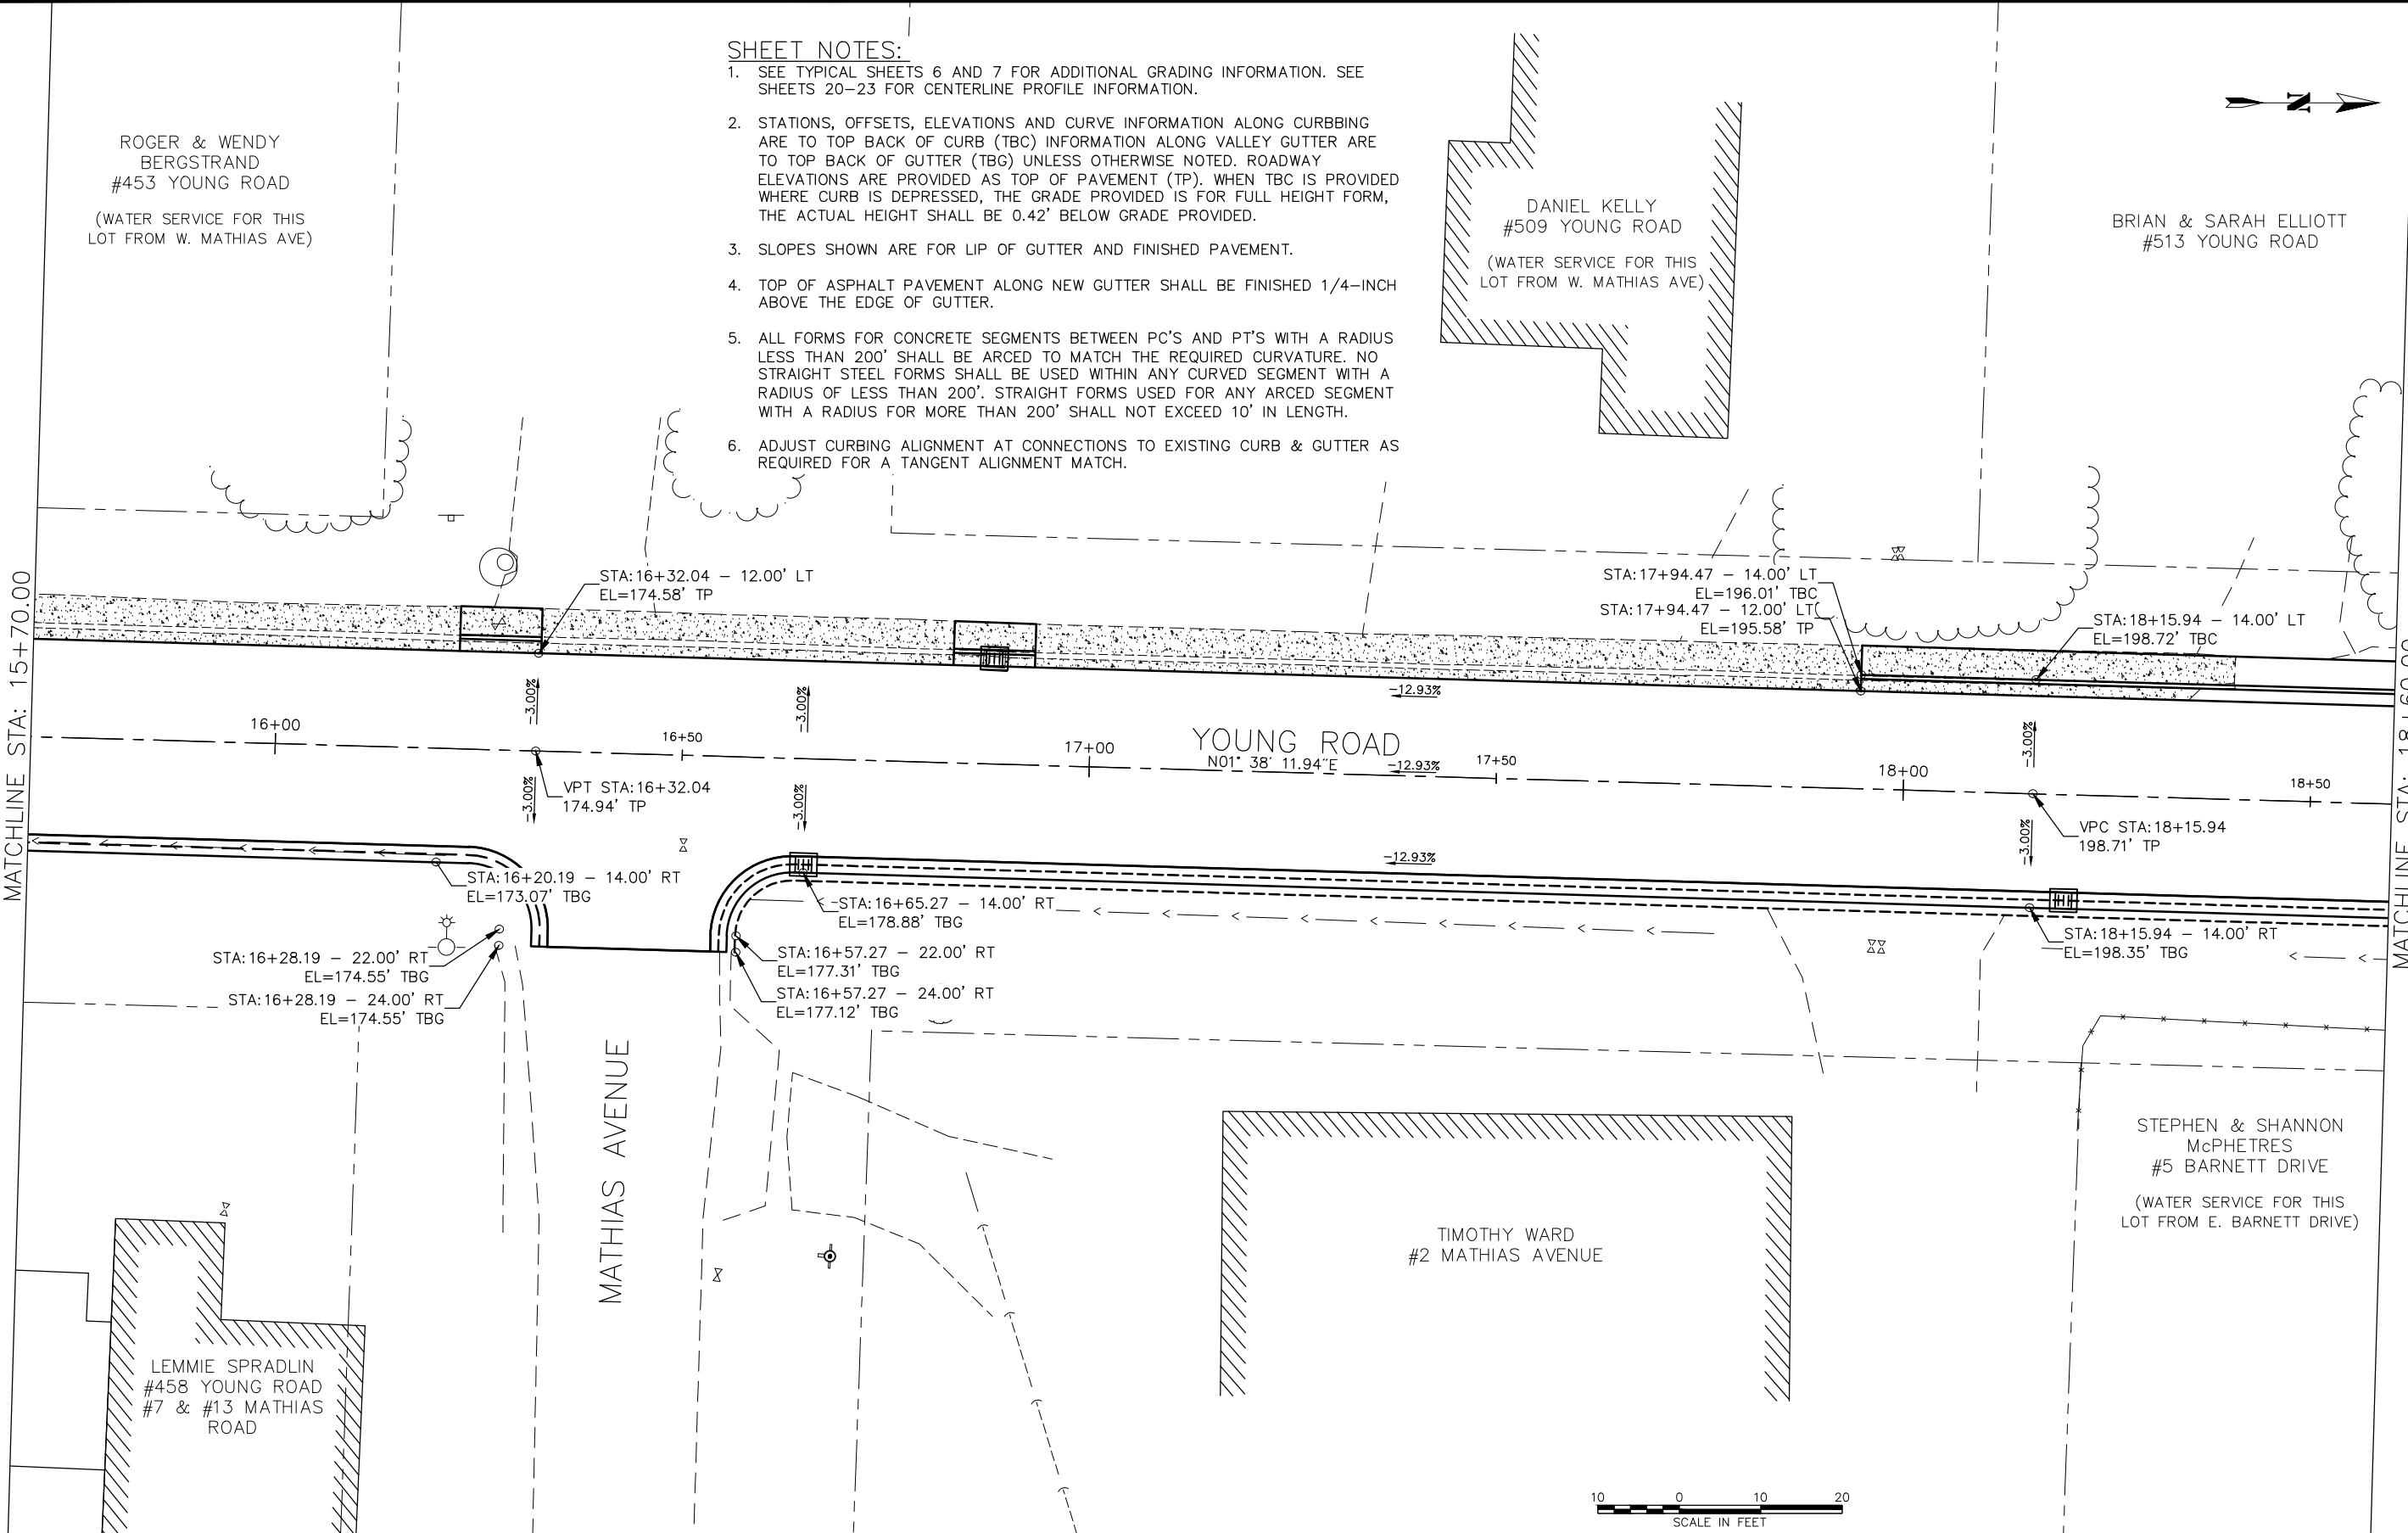 SHEET NOTES:
1. SEE TYPICAL SHEETS 6 AND 7 FOR ADDITIONAL GRADING INFORMATION. SEE
SHEETS 20-23 FOR CENTERLINE PROFILE INFORMATION.
2. STATIONS, OFFSETS, ELEVATIONS AND CURVE INFORMATION ALONG CURBBING
ARE TO TOP BACK OF CURB (TBC) INFORMATION ALONG VALLEY GUTTER ARE
TO TOP BACK OF GUTTER (TBG) UNLESS OTHERWISE NOTED. ROADWAY
ELEVATIONS ARE PROVIDED AS TOP OF PAVEMENT (TP). WHEN TBC IS PROVIDED
WHERE CURB IS DEPRESSED, THE GRADE PROVIDED IS FOR FULL HEIGHT FORM,
THE ACTUAL HEIGHT SHALL BE 0.42' BELOW GRADE PROVIDED.
3. SLOPES SHOWN ARE FOR LIP OF GUTTER AND FINISHED PAVEMENT.
4. TOP OF ASPHALT PAVEMENT ALONG NEW GUTTER SHALL BE FINISHED 1/4-INCH
ABOVE THE EDGE OF GUTTER.
5. ALL FORMS FOR CONCRETE SEGMENTS BETWEEN PC'S AND PT'S WITH A RADIUS
LESS THAN 200' SHALL BE ARCED TO MATCH THE REQUIRED CURVATURE. NO
STRAIGHT STEEL FORMS SHALL BE USED WITHIN ANY CURVED SEGMENT WITH A
RADIUS OF LESS THAN 200'. STRAIGHT FORMS USED FOR ANY ARCED SEGMENT
WITH A RADIUS FOR MORE THAN 200' SHALL NOT EXCEED 10' IN LENGTH.
6. ADJUST CURBING ALIGNMENT AT CONNECTIONS TO EXISTING CURB & GUTTER AS
REQUIRED FOR A TANGENT ALIGNMENT MATCH.
ROGER & WENDY
BERGSTRAND
#453 YOUNG ROAD
(WATER SERVICE FOR THIS
LOT FROM W. MATHIAS AVE)
DANIEL KELLY
#509 YOUNG ROAD
(WATER SERVICE FOR THIS
LOT FROM W. MATHIAS AVE)
BRIAN & SARAH ELLIOTT
#513 YOUNG ROAD
N
MATCHLINE STA: 15+70.00
STA:16+32.04 - 12.00' LT
EL=174.58' TP
STA:17+94.47 - 14.00' LT
EL=196.01' TBC
STA:17+94.47 - 12.00' LT
EL=195.58' TP
STA:18+15.94 - 14.00' LT
EL=198.72' TBC
-3.00%
-3.00%
-12.93%
-3.00%
16+00
16+50
17+00
YOUNG ROAD
N01° 38' 11.94"E
-12.93%
17+50
18+00
18+50
VPT STA:16+32.04
174.94' TP
-3.00%
-3.00%
-12.93%
-3.00%
VPC STA:18+15.94
198.71' TP
MATCHLINE STA: 18+60.00
STA:16+20.19 - 14.00' RT
EL=173.07' TBG
STA:16+65.27 - 14.00' RT
EL=178.88' TBG
STA:18+15.94 - 14.00' RT
EL=198.35' TBG
STA:16+28.19 - 22.00' RT
EL=174.55' TBG
STA:16+28.19 - 24.00' RT
EL=174.55' TBG
STA:16+57.27 - 22.00' RT
EL=177.31' TBG
STA:16+57.27 - 24.00' RT
EL=177.12' TBG
MATHIAS AVENUE
STEPHEN & SHANNON
McPHETRES
#5 BARNETT DRIVE
(WATER SERVICE FOR THIS
LOT FROM E. BARNETT DRIVE)
TIMOTHY WARD
#2 MATHIAS AVENUE
LEMMIE SPRADLIN
#458 YOUNG ROAD
#7 & #13 MATHIAS
ROAD
10 0 10 20
SCALE IN FEET